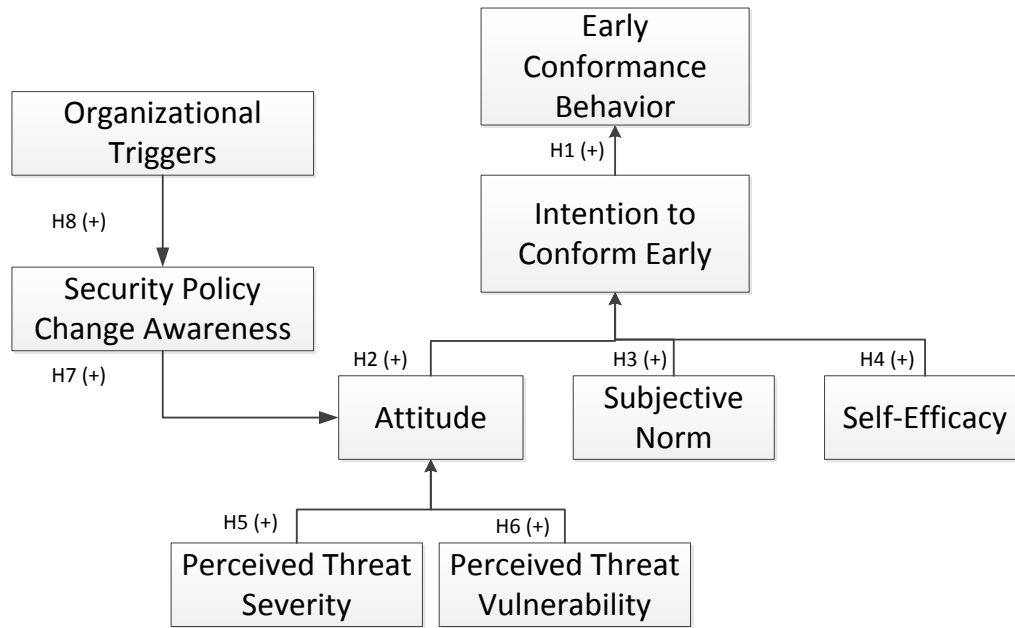 Early
Conformance
Behavior
Organizational
Triggers
H1 (+)
Intention to
Conform Early
H8 (+)
Security Policy
Change Awareness
H7 (+)
H2 (+)
H3 (+)
H4 (+)
Attitude
Subjective
Norm
Self-Efficacy
H5 (+)
H6 (+)
Perceived Threat
Severity
Perceived Threat
Vulnerability